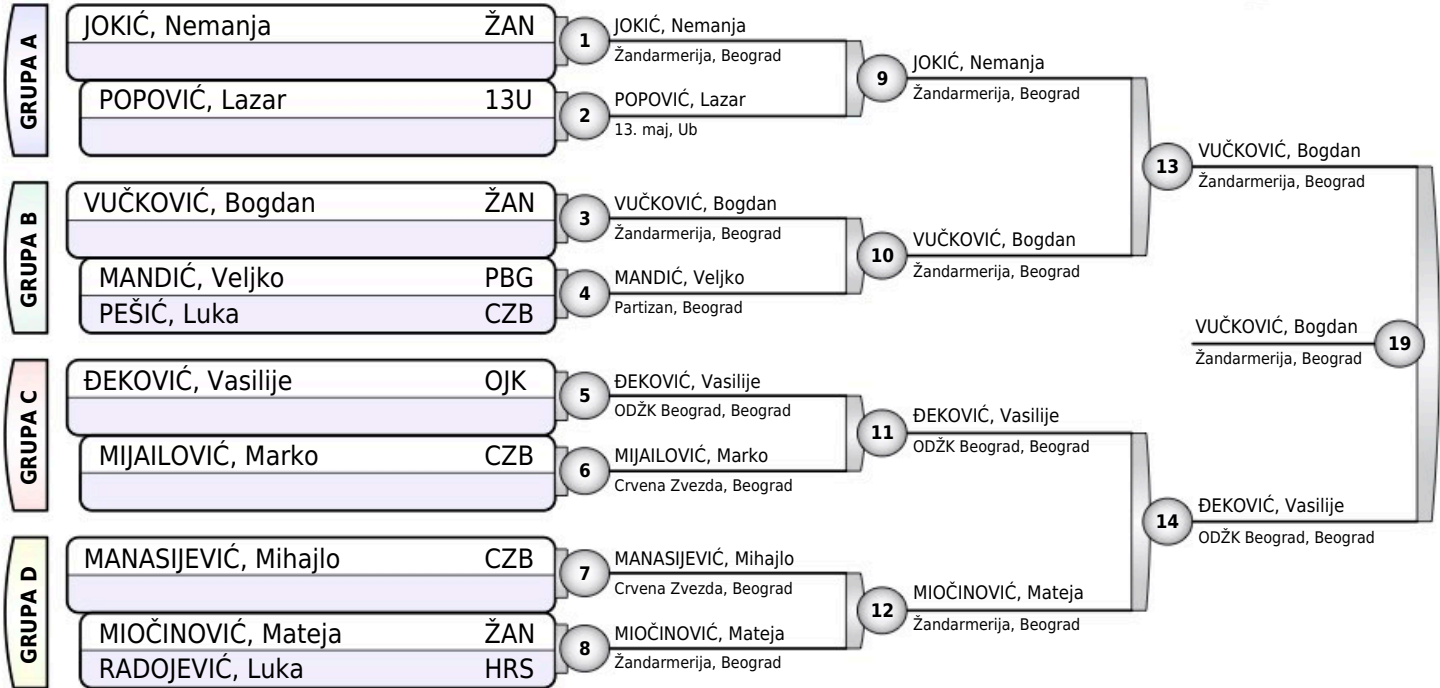 GRUPA A
JOKIĆ, Nemanja ŽAN
POPOVIĆ, Lazar 13U
GRUPA B
VUČKOVIĆ, Bogdan ŽAN
MANDIĆ, Veljko PBG
PEŠIĆ, Luka CZB
GRUPA C
ĐEKOVIĆ, Vasilije OJK
MIJAILOVIĆ, Marko CZB
GRUPA D
MANASIJEVIĆ, Mihajlo CZB
MIOČINOVIĆ, Mateja ŽAN
RADOJEVIĆ, Luka HRS
1
JOKIĆ, Nemanja
Žandarmerija, Beograd
2
POPOVIĆ, Lazar
13. maj, Ub
3
VUČKOVIĆ, Bogdan
Žandarmerija, Beograd
4
MANDIĆ, Veljko
Partizan, Beograd
5
ĐEKOVIĆ, Vasilije
ODŽK Beograd, Beograd
6
MIJAILOVIĆ, Marko
Crvena Zvezda, Beograd
7
MANASIJEVIĆ, Mihajlo
Crvena Zvezda, Beograd
8
MIOČINOVIĆ, Mateja
Žandarmerija, Beograd
9
JOKIĆ, Nemanja
Žandarmerija, Beograd
10
VUČKOVIĆ, Bogdan
Žandarmerija, Beograd
11
ĐEKOVIĆ, Vasilije
ODŽK Beograd, Beograd
12
MIOČINOVIĆ, Mateja
Žandarmerija, Beograd
13
VUČKOVIĆ, Bogdan
Žandarmerija, Beograd
14
ĐEKOVIĆ, Vasilije
ODŽK Beograd, Beograd
VUČKOVIĆ, Bogdan
Žandarmerija, Beograd
19